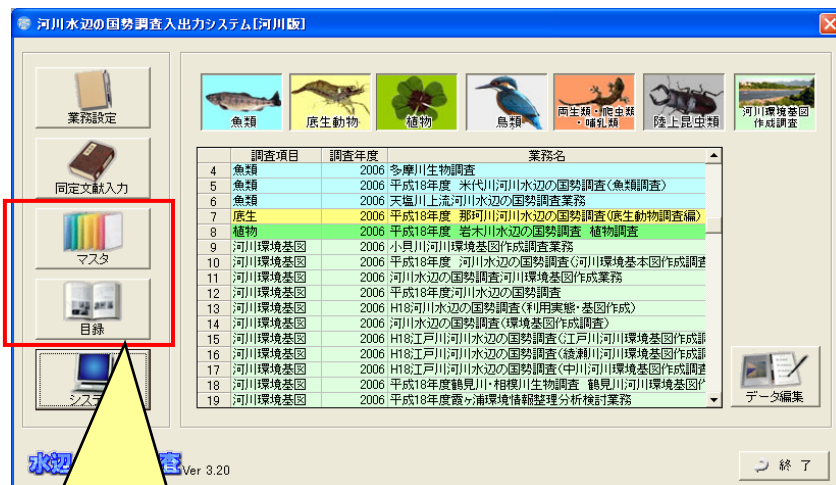 河川水辺の国勢調査入出力システム[河川版]
業務設定
同定文献入力
マスタ
目録
システ
魚類
底生動物
植物
鳥類
両生類・爬虫類
・哺乳類
陸上昆虫類
河川環境基図
作成調査
調査項目 調査年度 業務名
4 魚類 2006 多摩川生物調査
5 魚類 2006 平成18年度 米代川河川水辺の国勢調査(魚類調査)
6 魚類 2006 天塩川上流河川水辺の国勢調査業務
7 底生 2006 平成18年度 那珂川河川水辺の国勢調査(底生動物調査編)
8 植物 2006 平成18年度 岩木川水辺の国勢調査 植物調査
9 河川環境基図 2006 小貝川河川環境基図作成調査業務
10 河川環境基図 2006 平成18年度 河川水辺の国勢調査(河川環境基本図作成調査
11 河川環境基図 2006 河川水辺の国勢調査河川環境基図作成業務
12 河川環境基図 2006 平成18年度河川水辺の国勢調査
13 河川環境基図 2006 H18河川水辺の国勢調査(利用実態・基図作成)
14 河川環境基図 2006 河川水辺の国勢調査(環境基図作成調査)
15 河川環境基図 2006 H18江戸川河川水辺の国勢調査(江戸川河川環境基図作成調
16 河川環境基図 2006 H18江戸川河川水辺の国勢調査(綾瀬川河川環境基図作成調
17 河川環境基図 2006 H18江戸川河川水辺の国勢調査(中川河川環境基図作成調査
18 河川環境基図 2006 平成18年度鶴見川・相模川生物調査 鶴見川河川環境基図作
19 河川環境基図 2006 平成18年度霞ヶ浦環境情報整理分析検討業務
データ編集
水辺 査 Ver 3.20
終 了